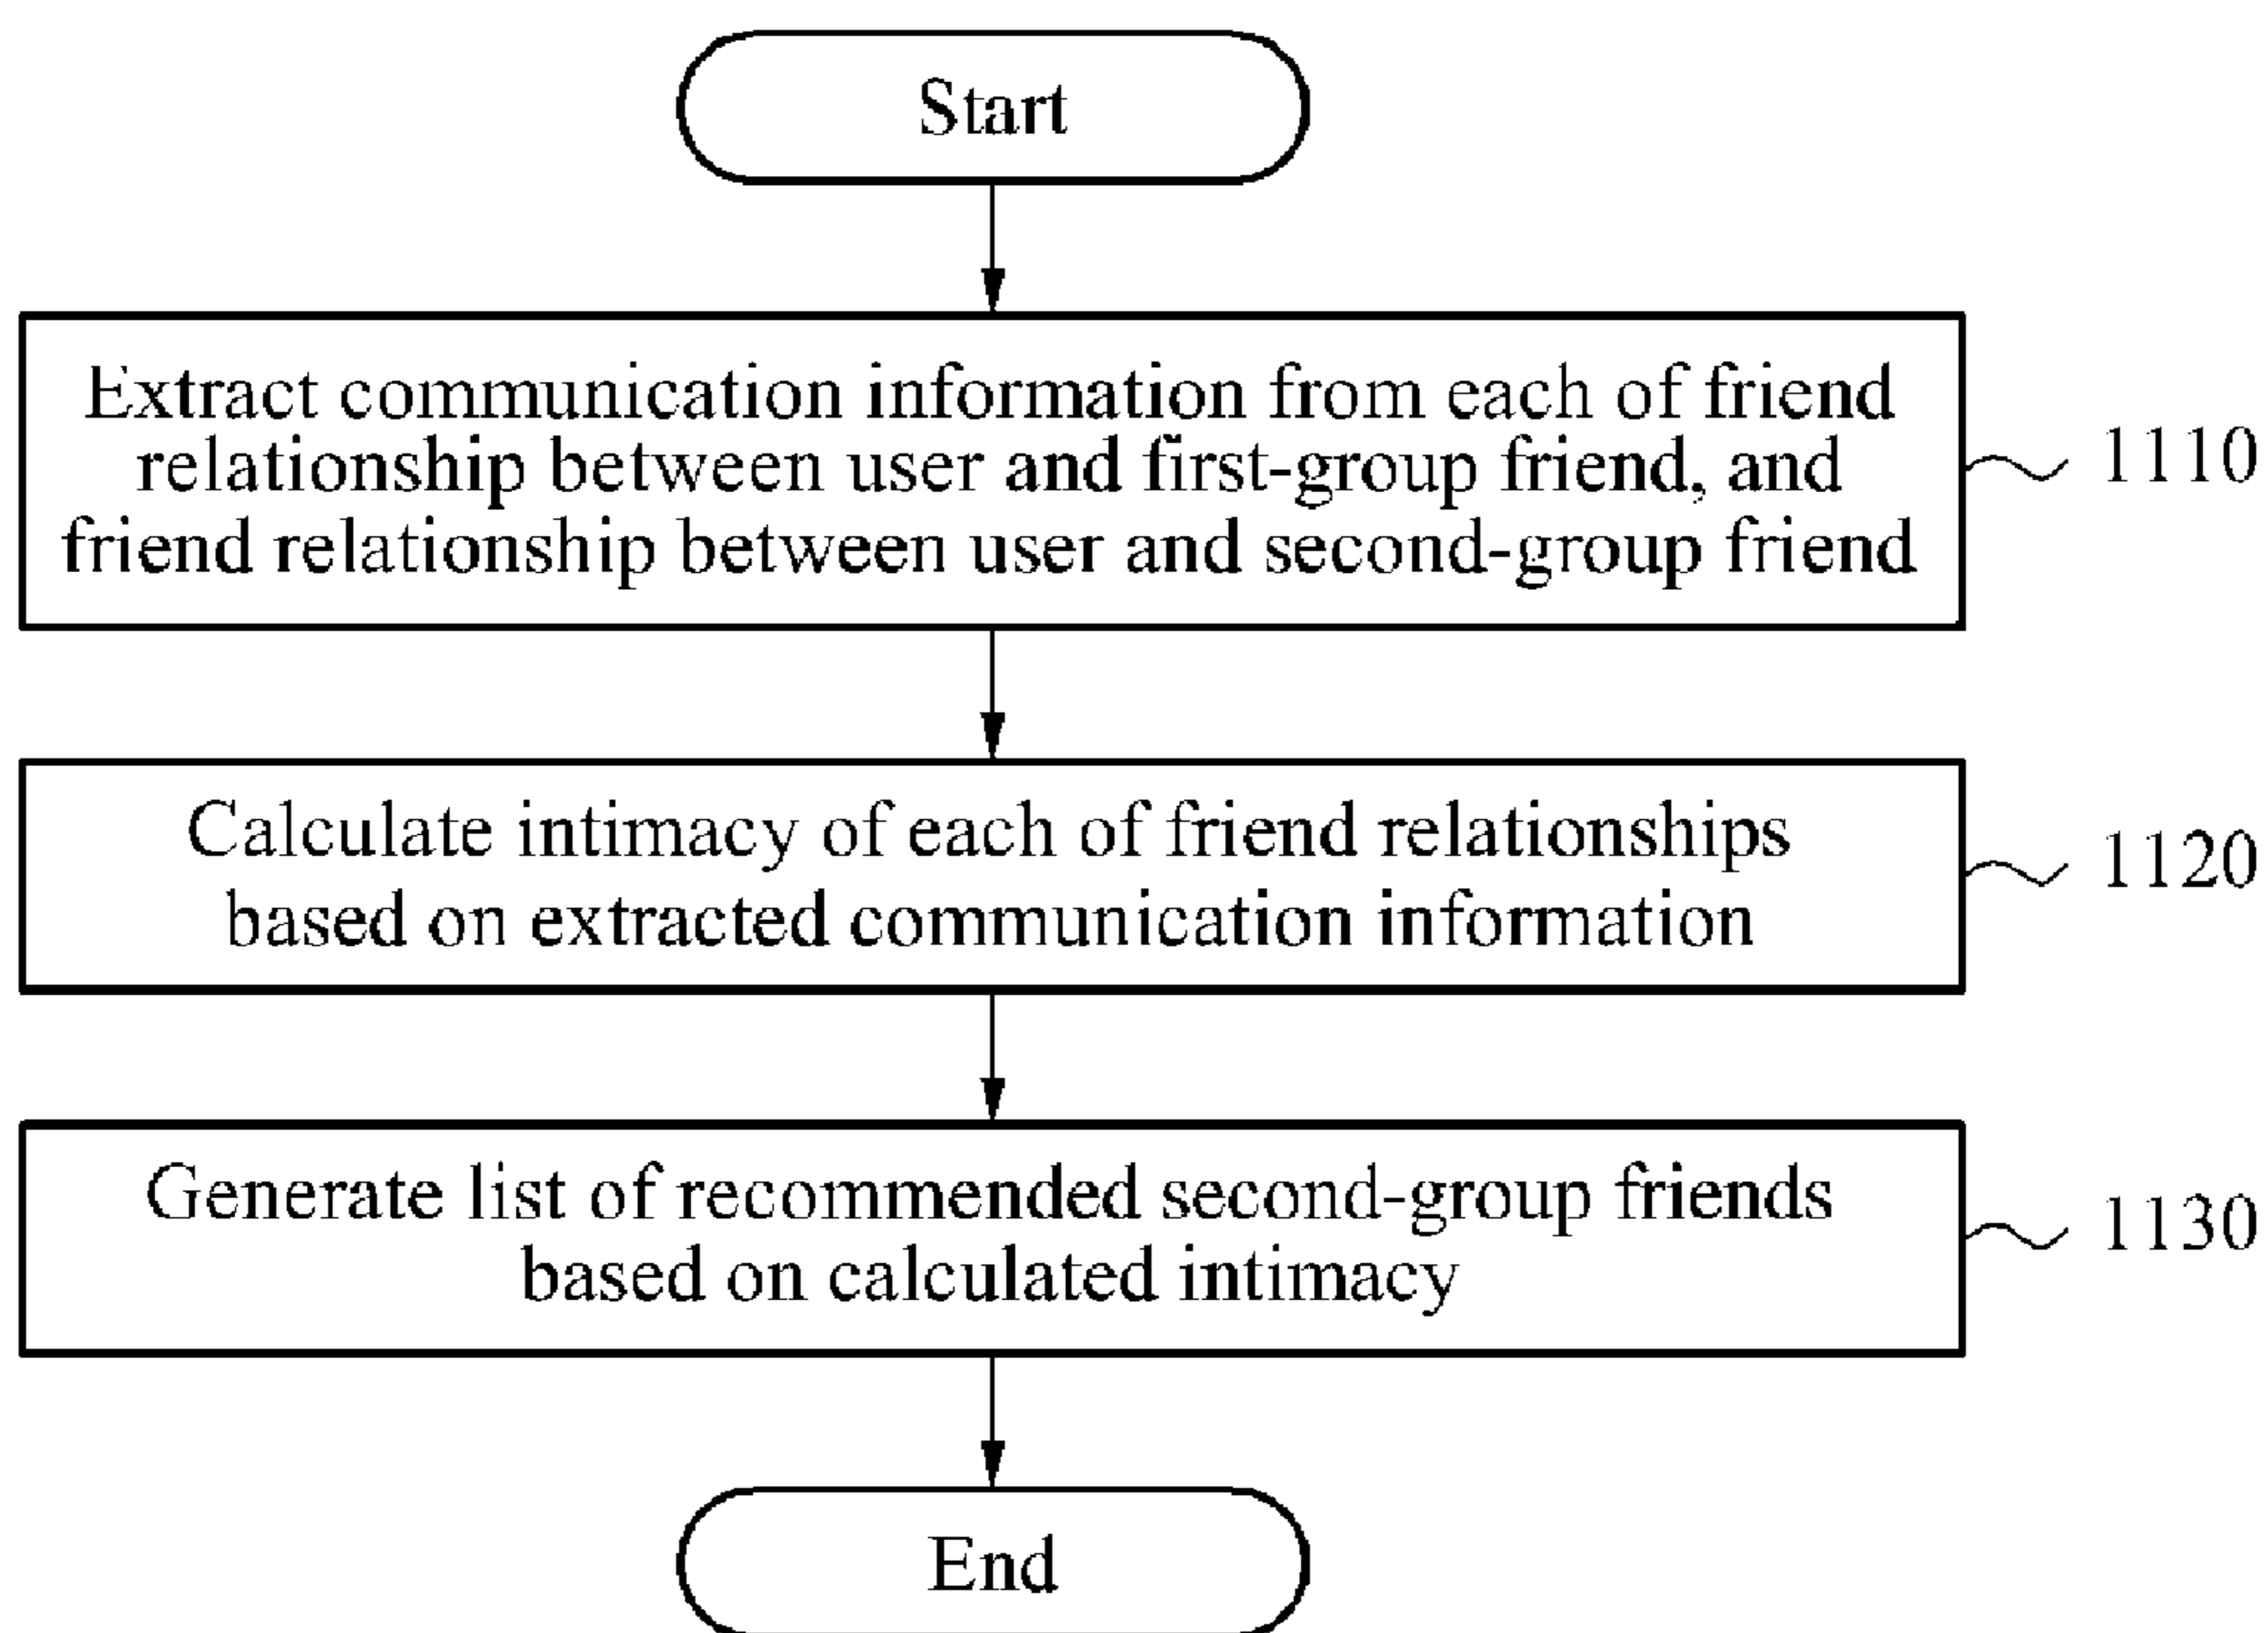 Start
Extract communication information from each of friend
relationship between user and first-group friend, and
friend relationship between user and second-group friend
1110
Calculate intimacy of each of friend relationships
based on extracted communication information
1120
Generate list of recommended second-group friends
based on calculated intimacy
1130
End